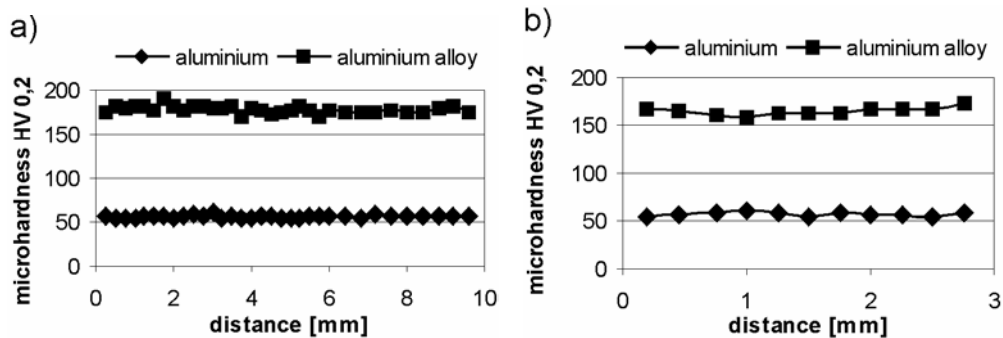 a)
aluminium aluminium alloy
microhardness HV 0,2
200
150
100
50
0
0 2 4 6 8 10
distance [mm]
b)
aluminium aluminium alloy
microhardness HV 0,2
200
150
100
50
0
0 1 2 3
distance [mm]